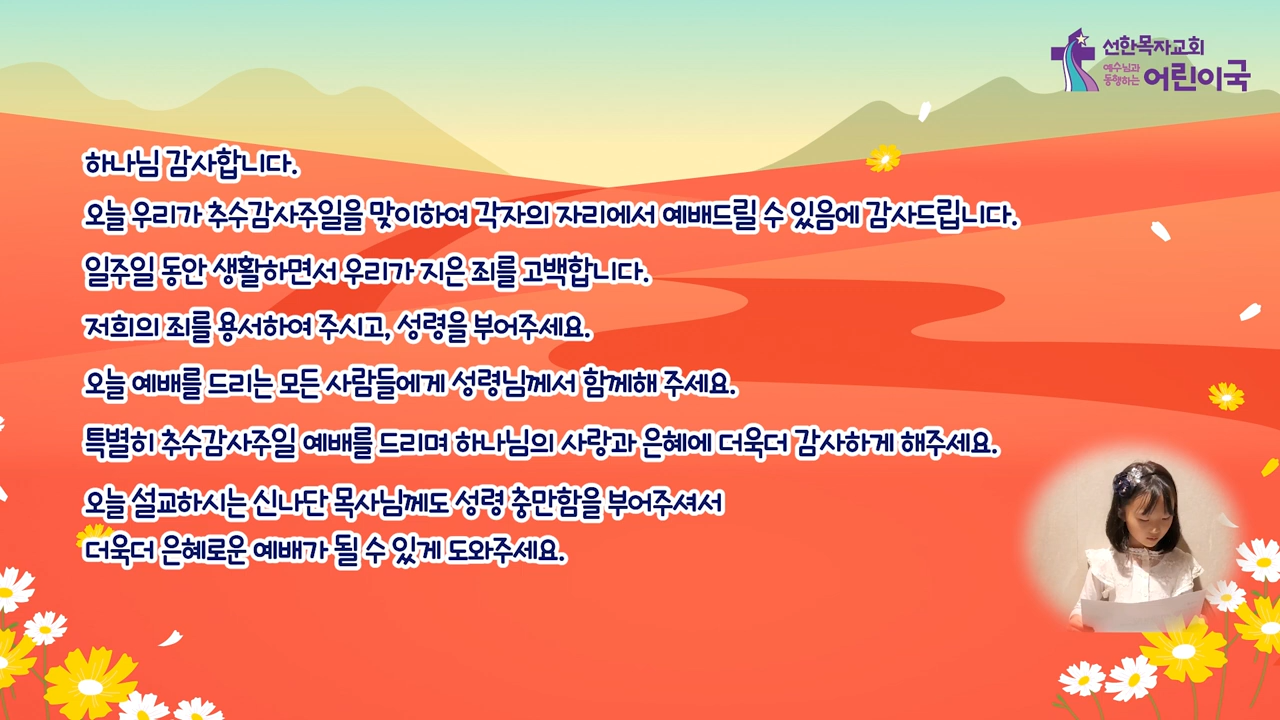 선한목자교회
예수님과
동행하는 어린이국
하나님 감사합니다.
오늘 우리가 추수감사주일을 맞이하여 각자의 자리에서 예배드릴 수 있음에 감사드립니다.
일주일 동안 생활하면서 우리가 지은 죄를 고백합니다.
저희의 죄를 용서하여 주시고, 성령을 부어주세요.
오늘 예배를 드리는 모든 사람들에게 성령님께서 함께해 주세요.
특별히 추수감사주일 예배를 드리며 하나님의 사랑과 은혜에 더욱더 감사하게 해주세요.
오늘 설교하시는 신나단 목사님께도 성령 충만함을 부어주셔서
더욱더 은혜로운 예배가 될 수 있게 도와주세요.